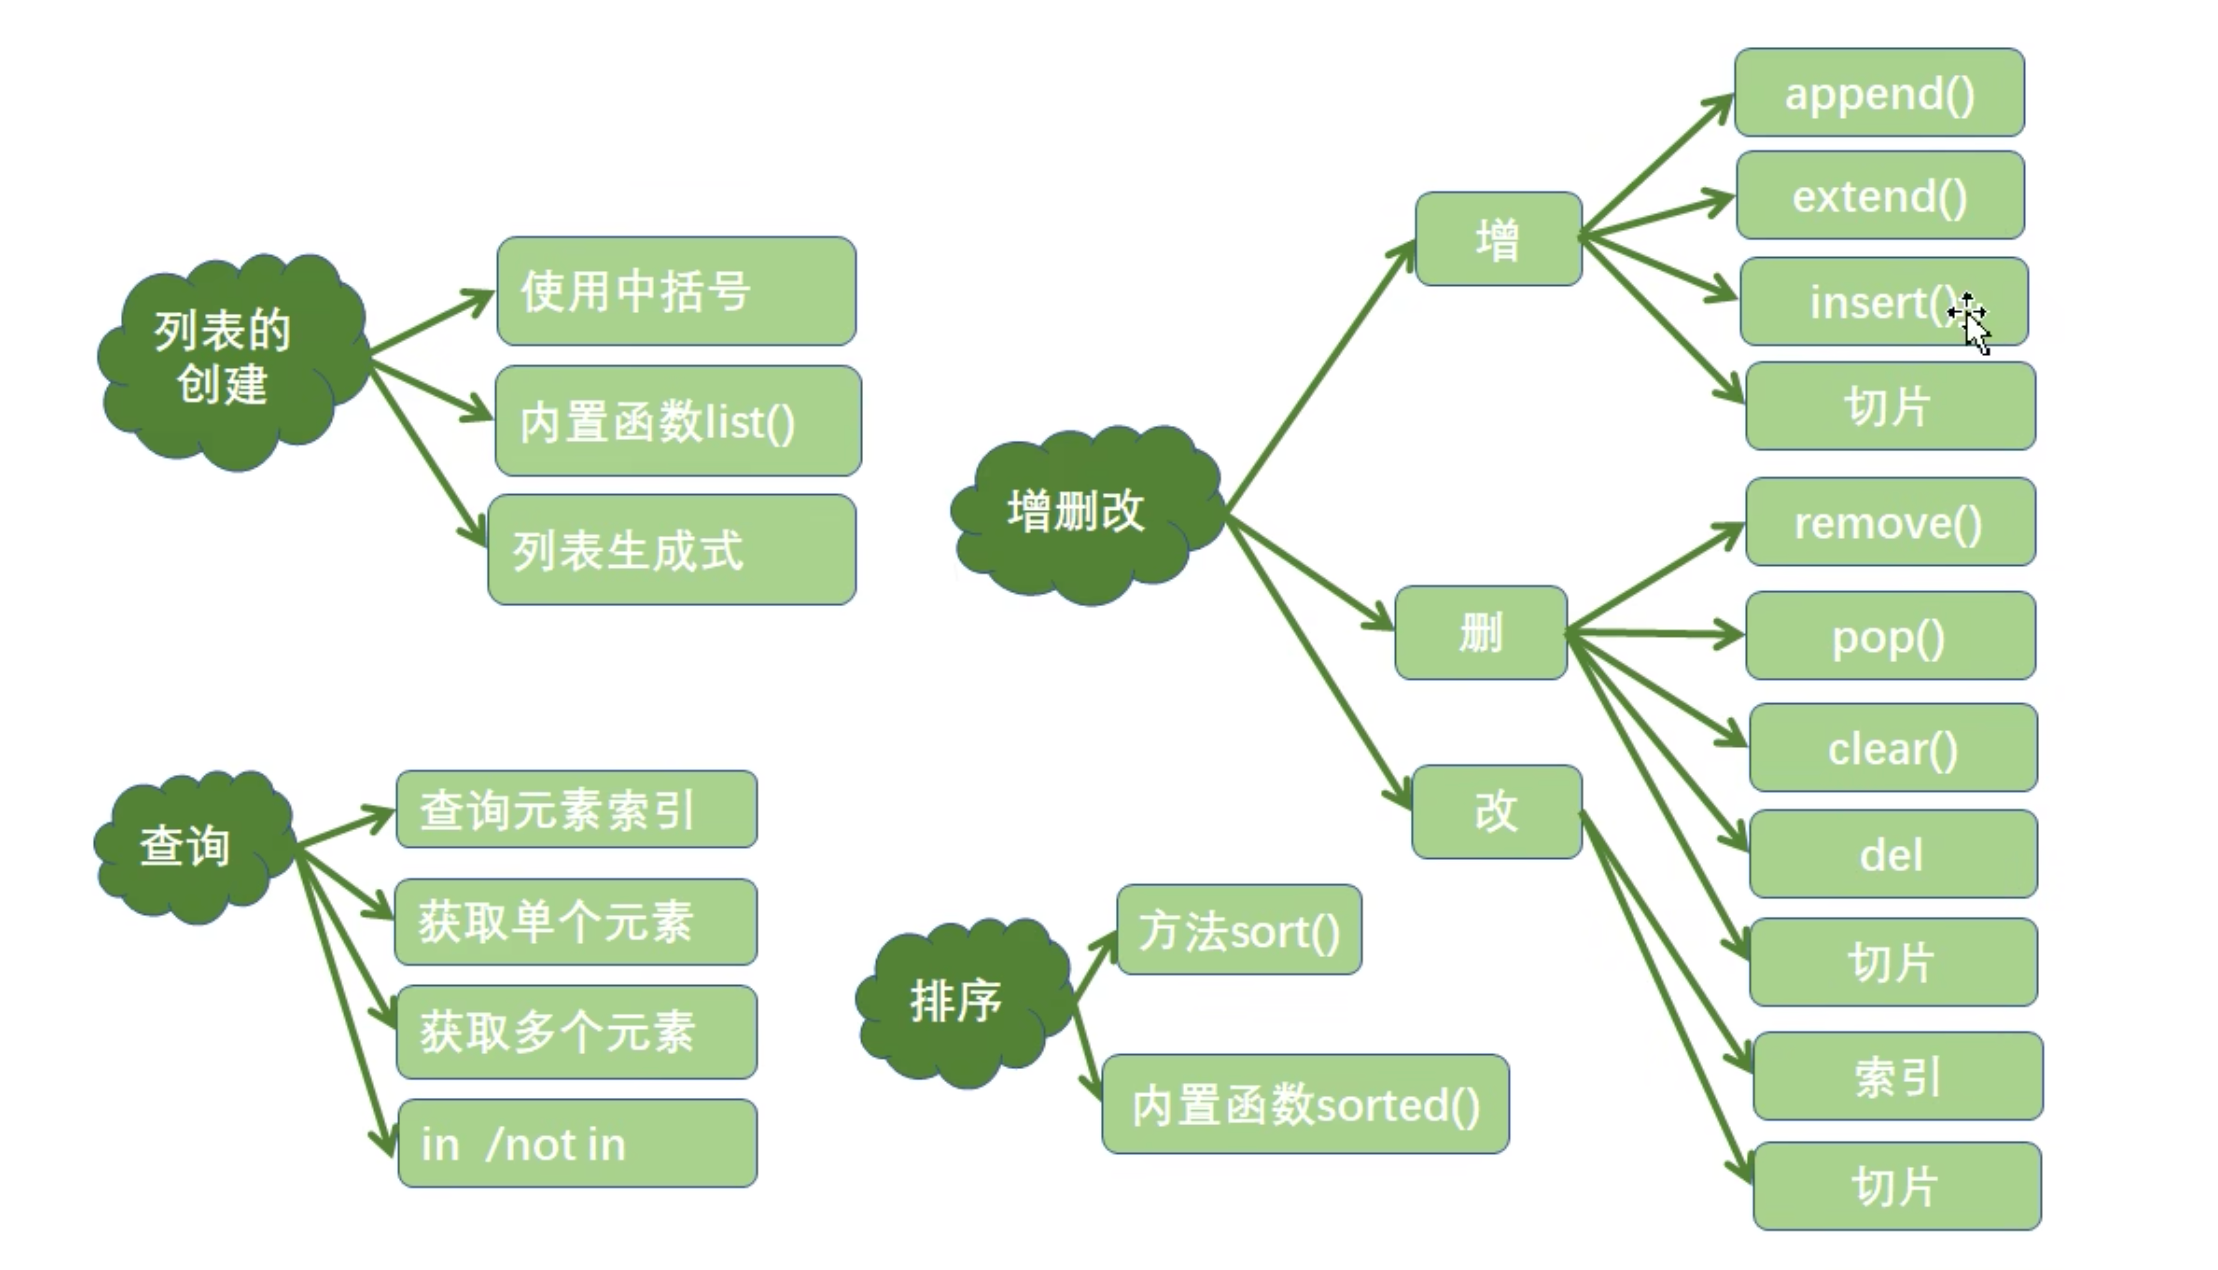 列表的
创建
使用中括号
内置函数list()
列表生成式
查询
查询元素索引
获取单个元素
获取多个元素
in /not in
增删改
增
append()
extend()
insert()
切片
删
remove()
pop()
clear()
del
切片
改
索引
切片
排序
方法sort()
内置函数sorted()